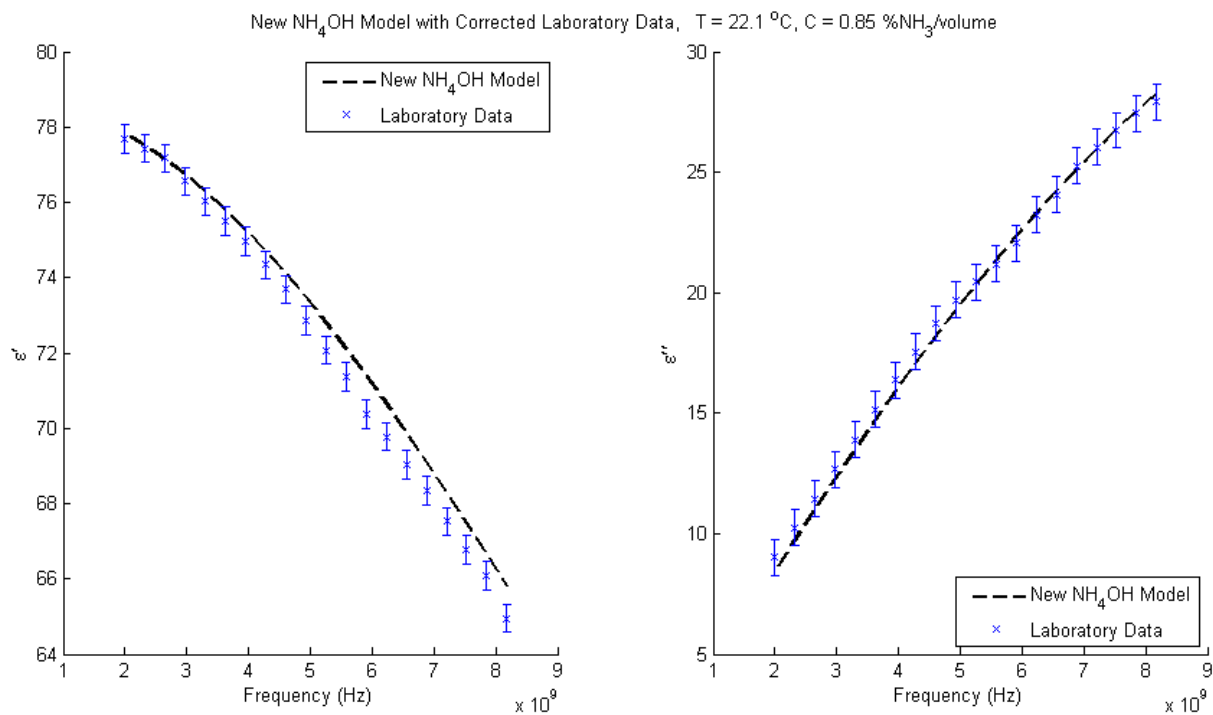 New NH4OH Model with Corrected Laboratory Data, T = 22.1 °C, C = 0.85 %NH3/volume
80
78
76
74
72
70
68
66
64
ε'
New NH4OH Model
Laboratory Data
1 2 3 4 5 6 7 8 9
Frequency (Hz)
x 10^9
30
25
20
15
10
5
ε''
New NH4OH Model
Laboratory Data
1 2 3 4 5 6 7 8 9
Frequency (Hz)
x 10^9